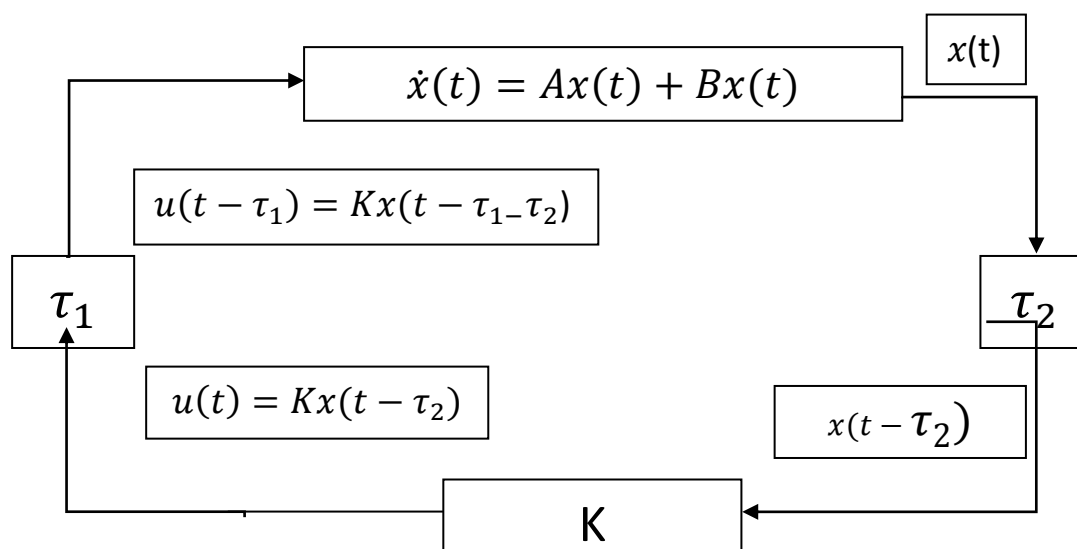 x(t)
ẋ(t) = Ax(t) + Bx(t)
u(t − τ₁) = Kx(t − τ₁₋τ₂)
τ₁
τ₂
u(t) = Kx(t − τ₂)
x(t − τ₂)
K